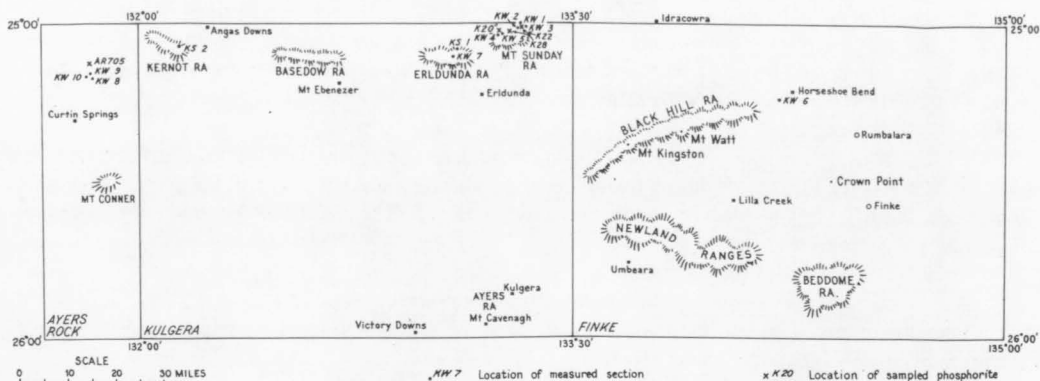 132°00'
133°30'
135°00'
25°00'
25°00'
Idracowra
Angas Downs
KS 2
KERNOT RA
AR705
KW 9
KW 10
KW 8
Curtin Springs
MT CONNER
BASEDOW RA
Mt Ebenezer
KS 1
KW 7
ERLDUNDA RA
Erldunda
KW 2
KW 1
K20
KW 3
KW 4
KW 5
K22
K28
MT SUNDAY RA
BLACK HILL RA
Mt Watt
Mt Kingston
Horseshoe Bend
KW 6
Rumbalara
Crown Point
Finke
Lilla Creek
NEWLAND RANGES
Umbeara
BEDDOME RA.
Kulgera
AYERS RA
Mt Cavenagh
Victory Downs
AYERS ROCK
KULGERA
FINKE
26°00'
26°00'
132°00'
133°30'
135°00'
SCALE
0 10 20 30 MILES
KW 7 Location of measured section
x K20 Location of sampled phosphorite